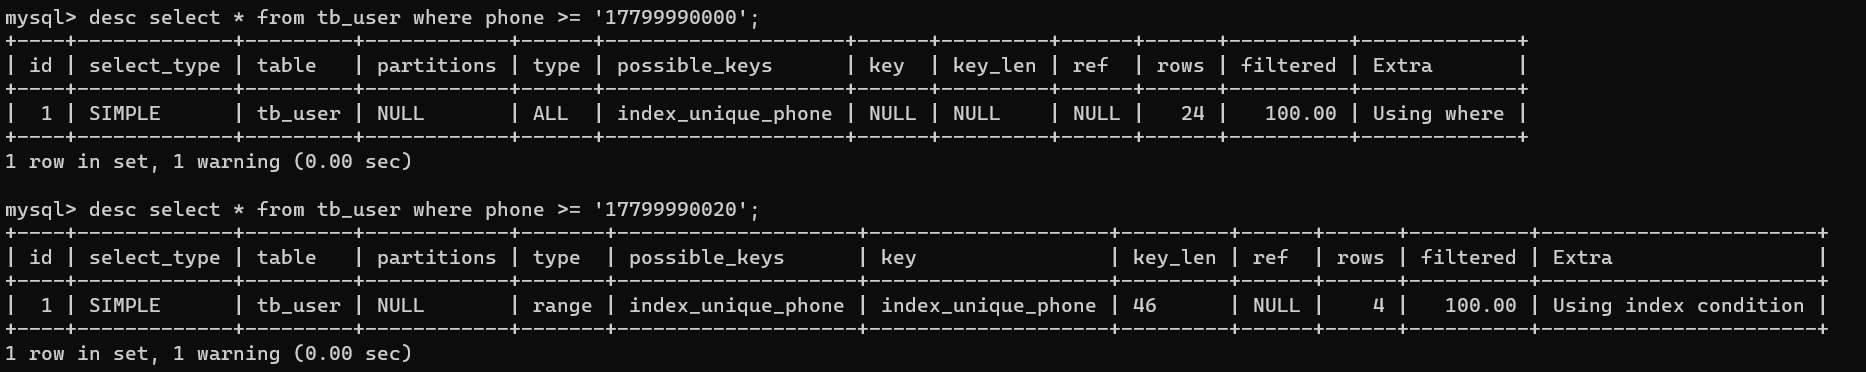 mysql> desc select * from tb_user where phone >= '17799990000';
+----+-------------+---------+------------+------+--------------------+------+---------+------+------+----------+-------------+
| id | select_type | table   | partitions | type | possible_keys      | key  | key_len | ref  | rows | filtered | Extra       |
+----+-------------+---------+------------+------+--------------------+------+---------+------+------+----------+-------------+
|  1 | SIMPLE      | tb_user | NULL       | ALL  | index_unique_phone | NULL | NULL    | NULL |   24 |   100.00 | Using where |
+----+-------------+---------+------------+------+--------------------+------+---------+------+------+----------+-------------+
1 row in set, 1 warning (0.00 sec)

mysql> desc select * from tb_user where phone >= '17799990020';
+----+-------------+---------+------------+-------+--------------------+--------------------+---------+------+------+----------+-----------------------+
| id | select_type | table   | partitions | type  | possible_keys      | key                | key_len | ref  | rows | filtered | Extra                 |
+----+-------------+---------+------------+-------+--------------------+--------------------+---------+------+------+----------+-----------------------+
|  1 | SIMPLE      | tb_user | NULL       | range | index_unique_phone | index_unique_phone | 46      | NULL |    4 |   100.00 | Using index condition |
+----+-------------+---------+------------+-------+--------------------+--------------------+---------+------+------+----------+-----------------------+
1 row in set, 1 warning (0.00 sec)